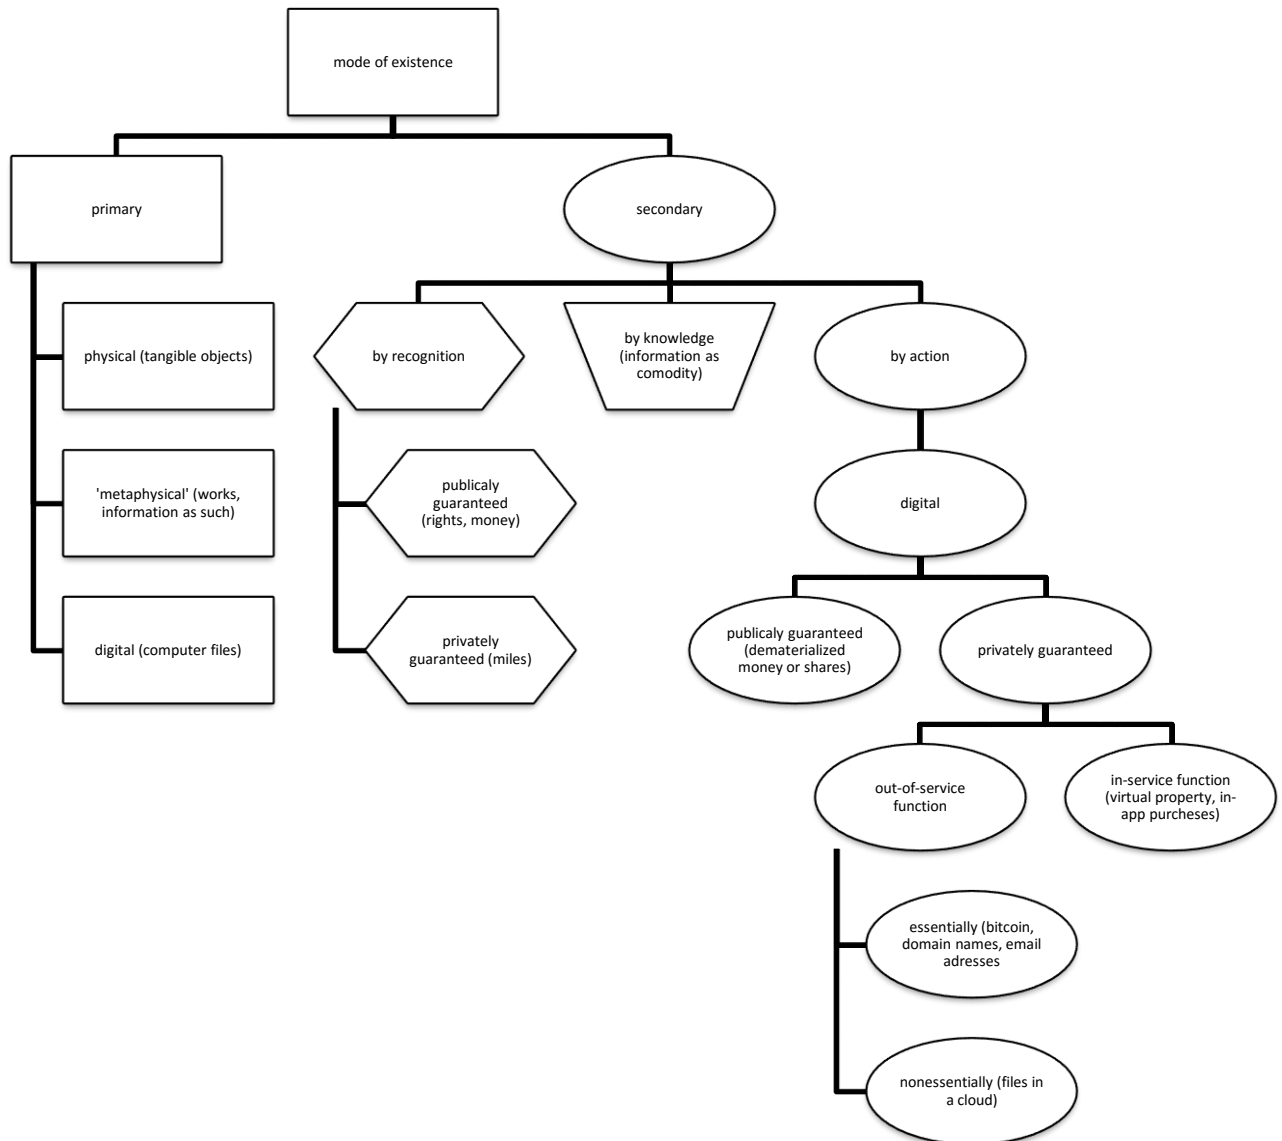 mode of existence
primary
secondary
physical (tangible objects)
by recognition
by knowledge
(information as
comodity)
by action
'metaphysical' (works,
information as such)
publicaly
guaranteed
(rights, money)
digital
digital (computer files)
privately
guaranteed (miles)
publicaly guaranteed
(dematerialized
money or shares)
privately guaranteed
out-of-service
function
in-service function
(virtual property, in-
app purcheses)
essentially (bitcoin,
domain names, email
adresses
nonessentially (files in
a cloud)